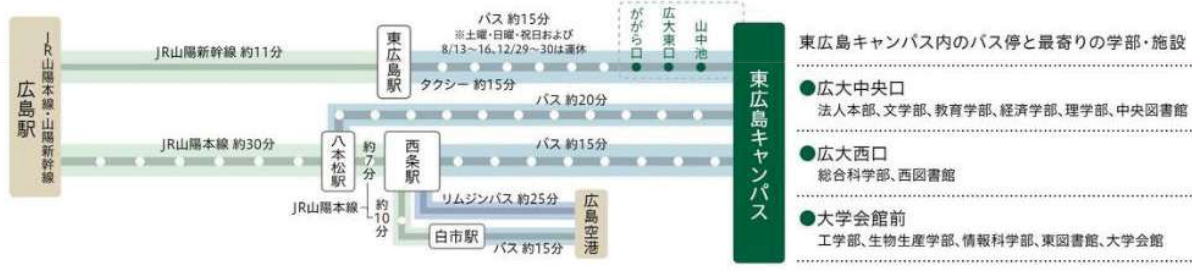 広島駅
JR山陽本線・山陽新幹線
JR山陽新幹線 約11分
東広島駅
バス 約15分
※土曜・日曜・祝日および
8/13~16、12/29~30は運休
タクシー 約15分
ががら口
広大東口
山中池
JR山陽本線 約30分
八本松駅
バス 約20分
約7分
西条駅
バス 約15分
JR山陽本線
約10分
リムジンバス 約25分
白市駅
バス 約15分
広島空港
東広島キャンパス
東広島キャンパス内のバス停と最寄りの学部・施設
●広大中央口
法人本部、文学部、教育学部、経済学部、理学部、中央図書館
●広大西口
総合科学部、西図書館
●大学会館前
工学部、生物生産学部、情報科学部、東図書館、大学会館